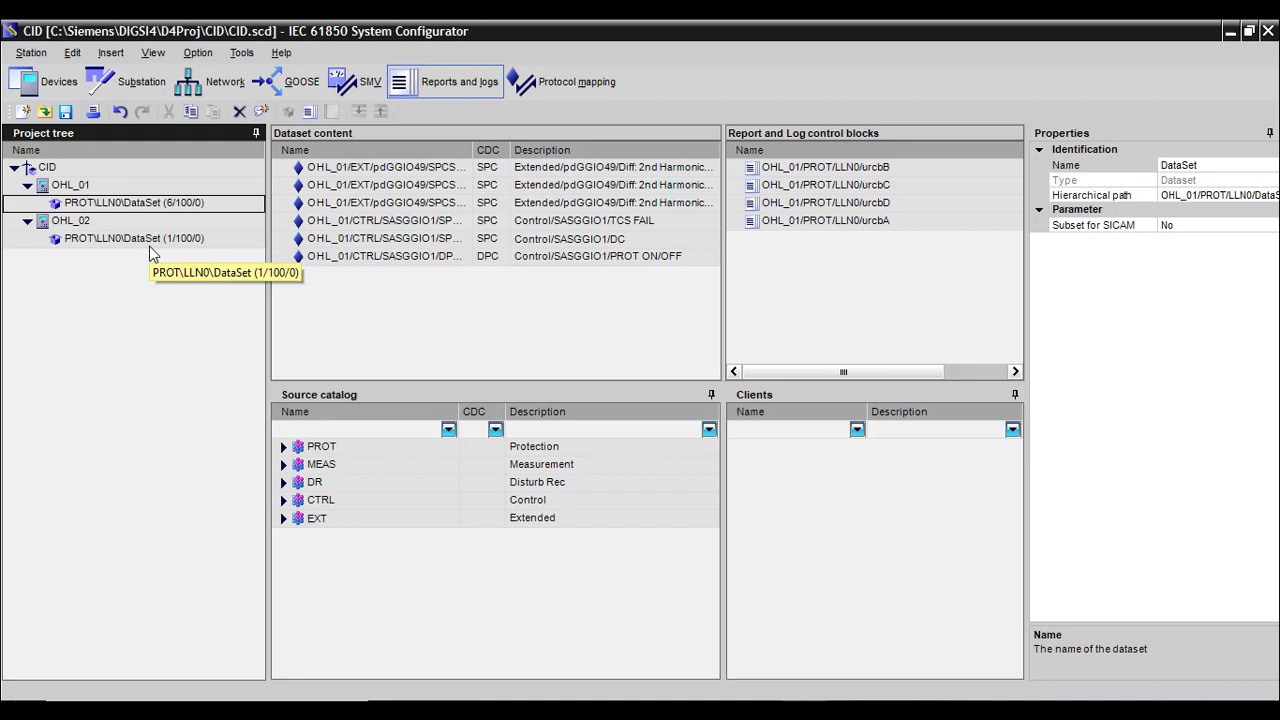 CID [C:\Siemens\DIGSI4\D4Proj\CID\CID.scd] - IEC 61850 System Configurator
Station Edit Insert View Option Tools Help
Devices Substation Network GOOSE SMV Reports and logs Protocol mapping
Project tree
Name
CID
OHL_01
PROT\LLN0\DataSet (6/100/0)
OHL_02
PROT\LLN0\DataSet (1/100/0)
PROT\LLN0\DataSet (1/100/0)
Dataset content
Name CDC Description
OHL_01/EXT/pdGGIO49/SPCS... SPC Extended/pdGGIO49/Diff: 2nd Harmonic...
OHL_01/EXT/pdGGIO49/SPCS... SPC Extended/pdGGIO49/Diff: 2nd Harmonic...
OHL_01/EXT/pdGGIO49/SPCS... SPC Extended/pdGGIO49/Diff: 2nd Harmonic...
OHL_01/CTRL/SASGGIO1/SP... SPC Control/SASGGIO1/TCS FAIL
OHL_01/CTRL/SASGGIO1/SP... SPC Control/SASGGIO1/DC
OHL_01/CTRL/SASGGIO1/DP... DPC Control/SASGGIO1/PROT ON/OFF
Report and Log control blocks
Name
OHL_01/PROT/LLN0/urcbB
OHL_01/PROT/LLN0/urcbC
OHL_01/PROT/LLN0/urcbD
OHL_01/PROT/LLN0/urcbA
Source catalog
Name CDC Description
PROT Protection
MEAS Measurement
DR Disturb Rec
CTRL Control
EXT Extended
Clients
Name Description
Properties
Identification
Name DataSet
Type Dataset
Hierarchical path OHL_01/PROT/LLN0/DataS
Parameter
Subset for SICAM No
Name
The name of the dataset